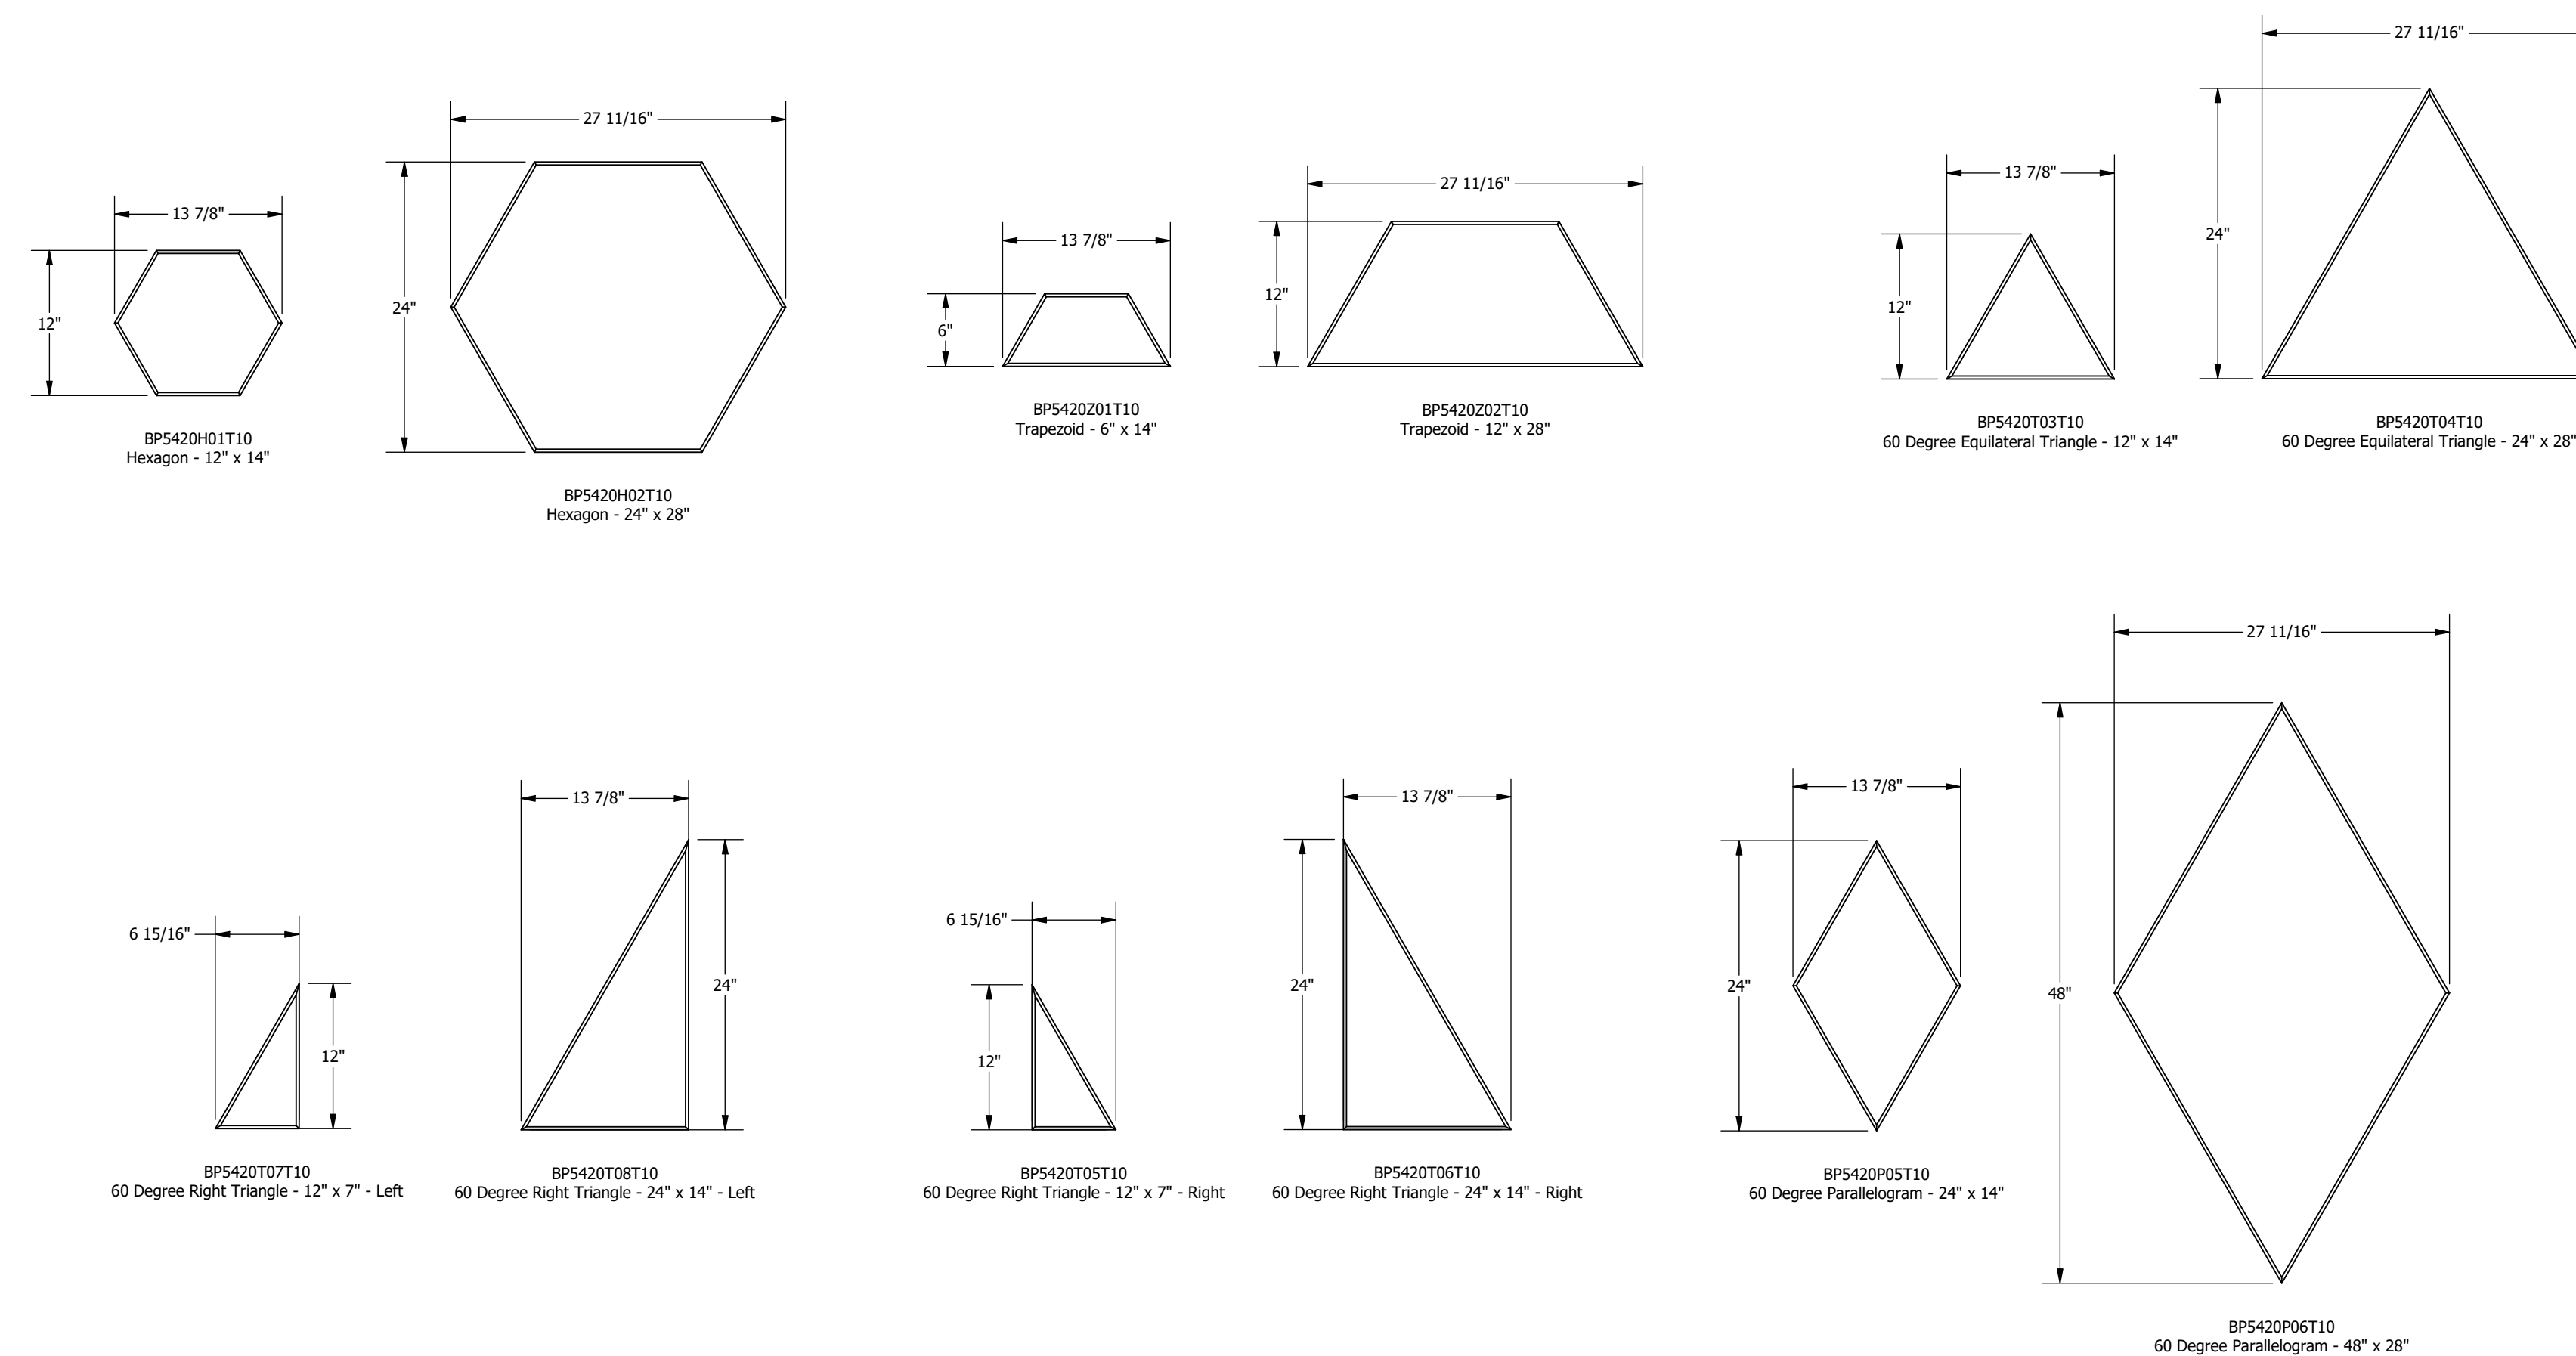 27 11/16"
24"
13 7/8"
12"
BP5420H01T10
Hexagon - 12" x 14"
27 11/16"
24"
BP5420H02T10
Hexagon - 24" x 28"
13 7/8"
6"
BP5420Z01T10
Trapezoid - 6" x 14"
27 11/16"
12"
BP5420Z02T10
Trapezoid - 12" x 28"
13 7/8"
12"
BP5420T03T10
60 Degree Equilateral Triangle - 12" x 14"
BP5420T04T10
60 Degree Equilateral Triangle - 24" x 28"
6 15/16"
12"
BP5420T07T10
60 Degree Right Triangle - 12" x 7" - Left
13 7/8"
24"
BP5420T08T10
60 Degree Right Triangle - 24" x 14" - Left
6 15/16"
12"
BP5420T05T10
60 Degree Right Triangle - 12" x 7" - Right
13 7/8"
24"
BP5420T06T10
60 Degree Right Triangle - 24" x 14" - Right
13 7/8"
24"
BP5420P05T10
60 Degree Parallelogram - 24" x 14"
27 11/16"
48"
BP5420P06T10
60 Degree Parallelogram - 48" x 28"